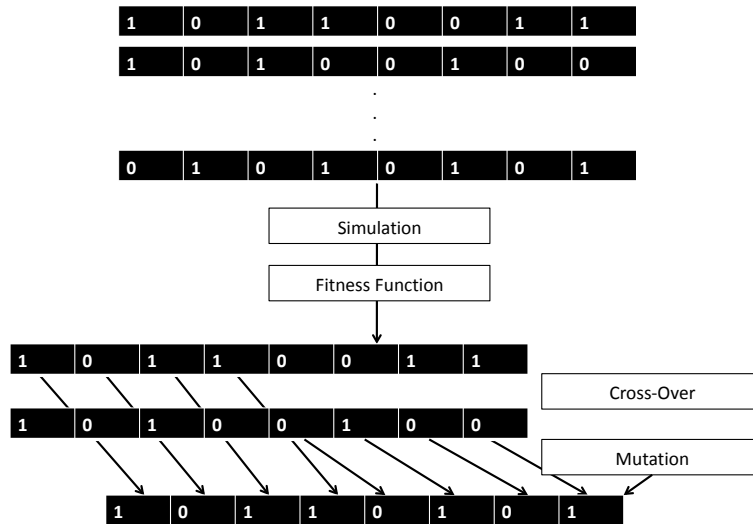 1 0 1 1 0 0 1 1
1 0 1 0 0 1 0 0
.
.
.
0 1 0 1 0 1 0 1
Simulation
Fitness Function
1 0 1 1 0 0 1 1
Cross-Over
1 0 1 0 0 1 0 0
Mutation
1 0 1 1 0 1 0 1